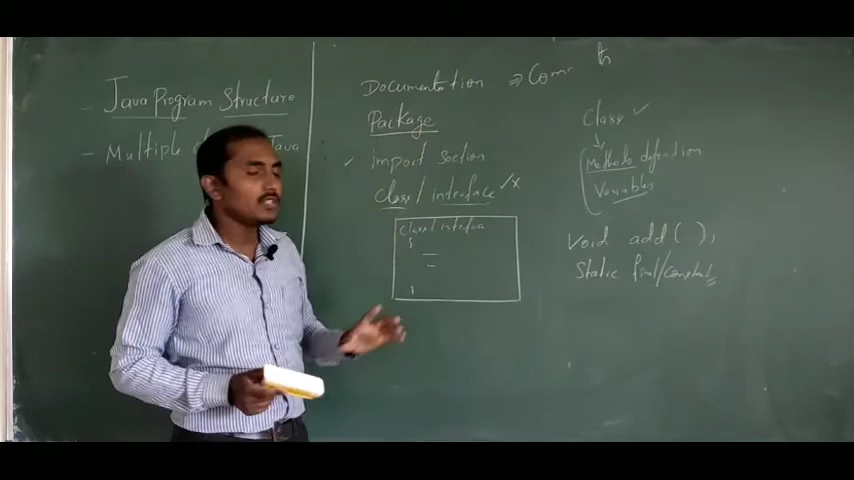 - Java Program Structure
- Multiple Java
Documentation ⇒ Com
Package
✓ import Section
Class / interface ✓×
class/interface
{
}
Class ✓
Methods definition
Variables
Void add( );
Static final/constant